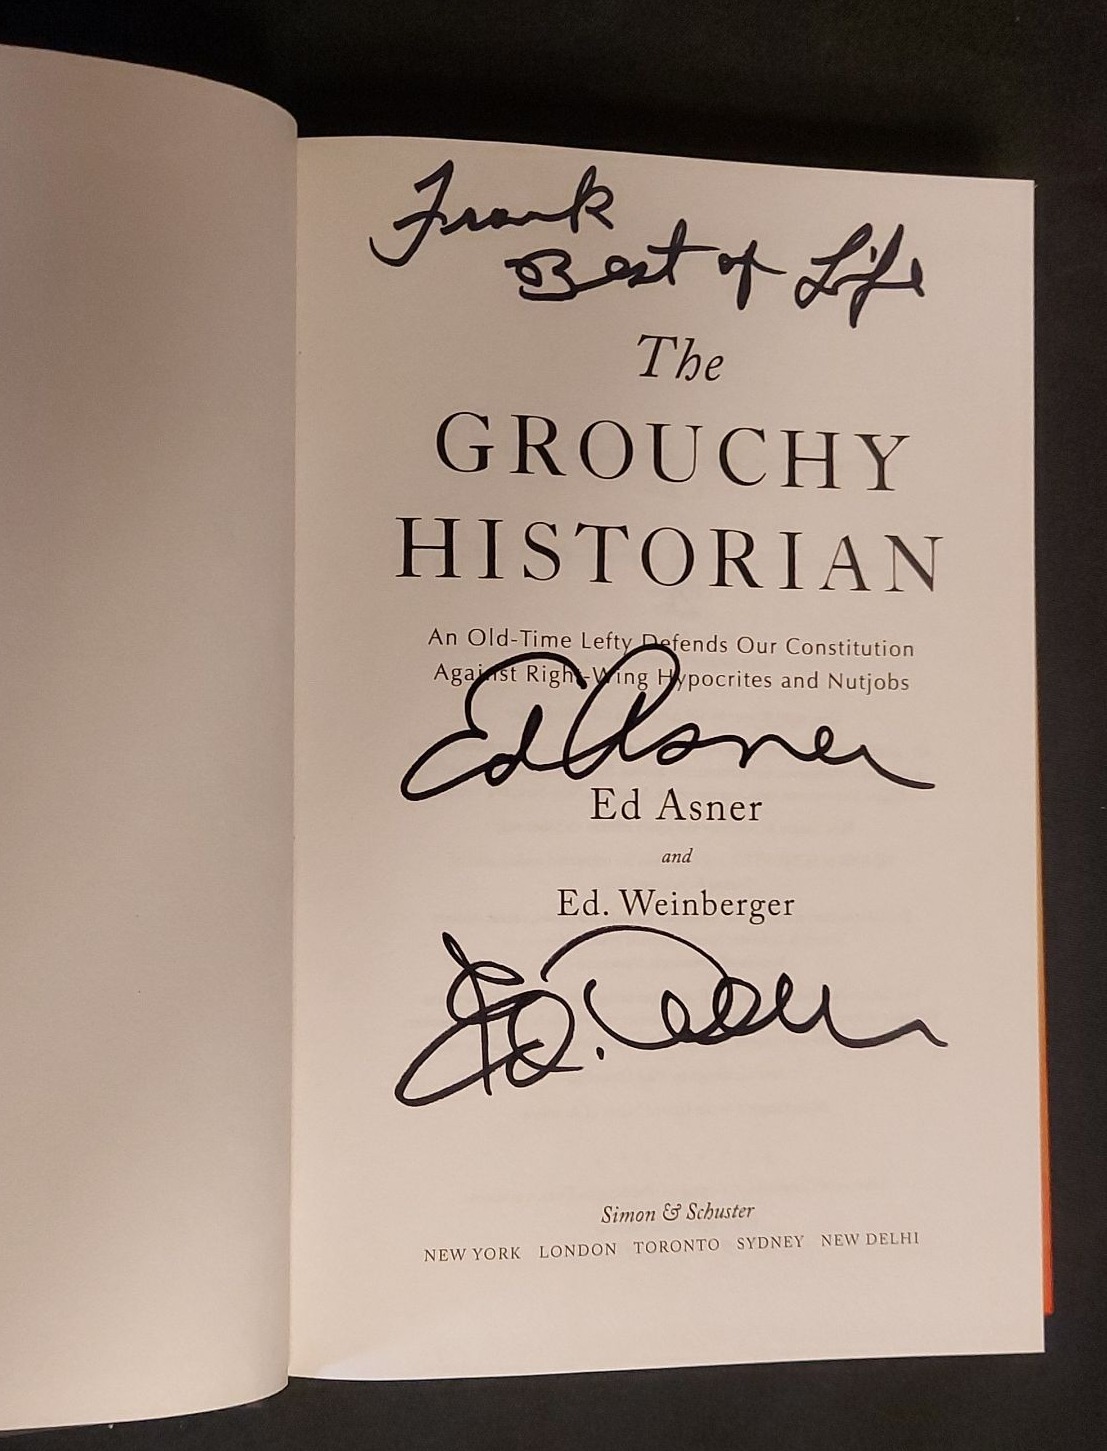 Frank
Best of Life
The
GROUCHY
HISTORIAN
An Old-Time Lefty Defends Our Constitution
Against Right-Wing Hypocrites and Nutjobs
Ed Asner
Ed Asner
and
Ed. Weinberger
Ed.
Simon & Schuster
NEW YORK LONDON TORONTO SYDNEY NEW DELHI